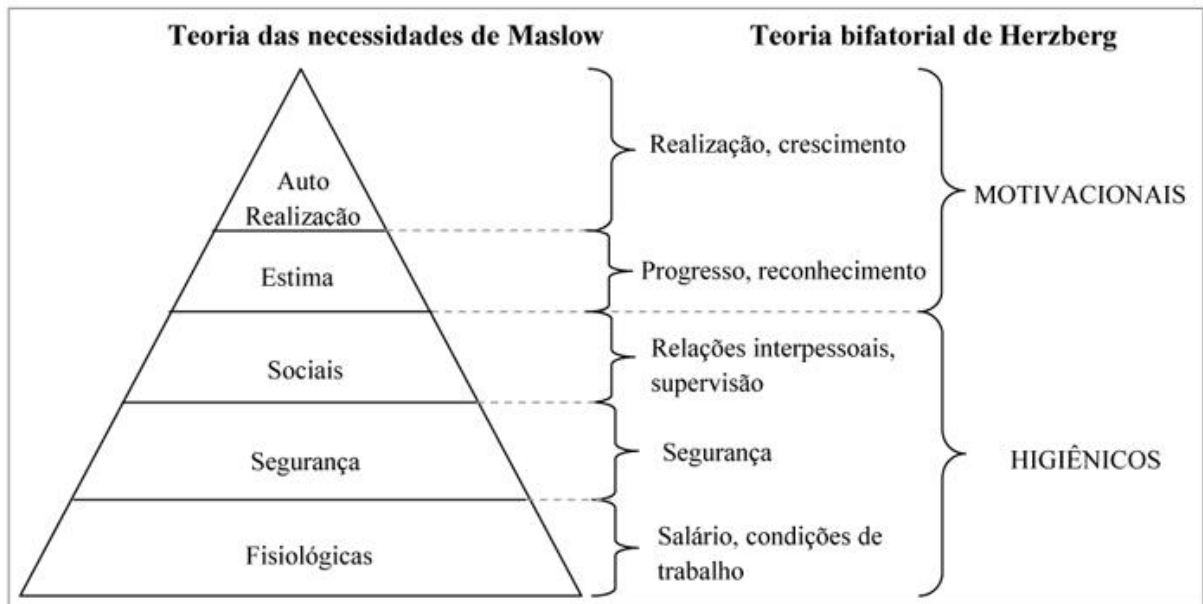 Teoria das necessidades de Maslow
Teoria bifatorial de Herzberg
Auto
Realização
Estima
Sociais
Segurança
Fisiológicas
Realização, crescimento
Progresso, reconhecimento
Relações interpessoais,
supervisão
Segurança
Salário, condições de
trabalho
MOTIVACIONAIS
HIGIÊNICOS